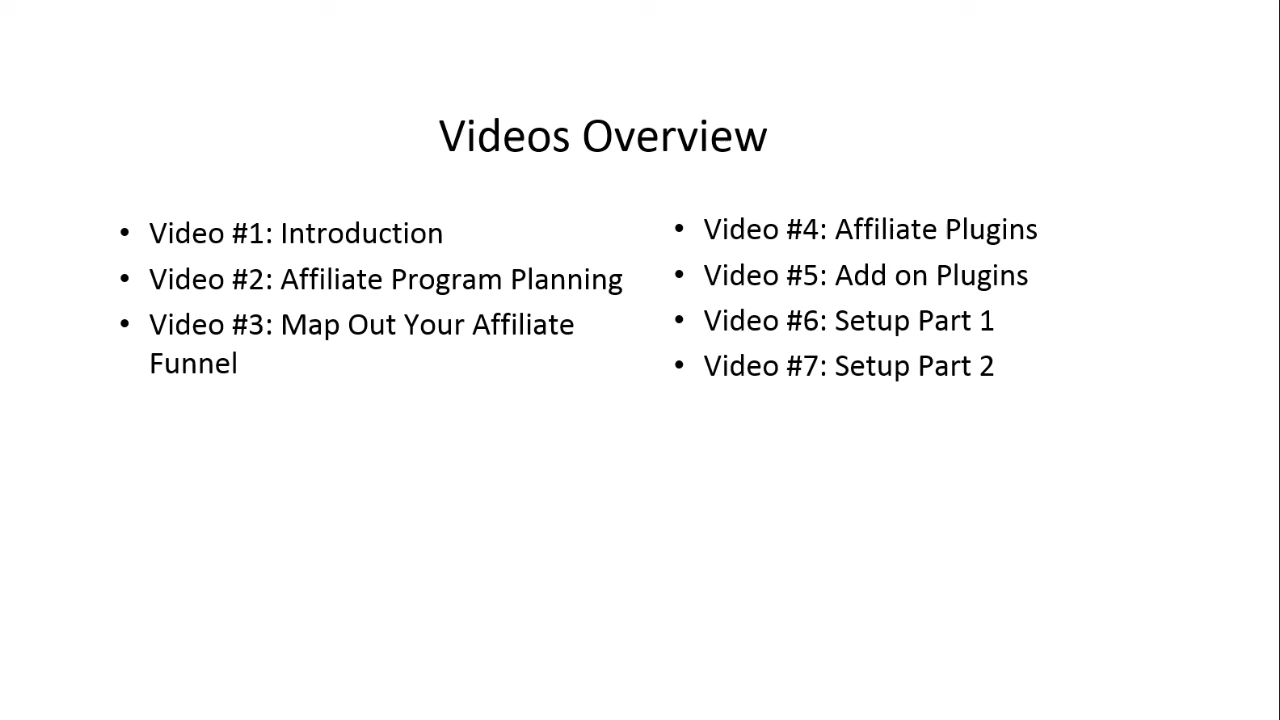 Videos Overview
• Video #1: Introduction
• Video #2: Affiliate Program Planning
• Video #3: Map Out Your Affiliate
Funnel
• Video #4: Affiliate Plugins
• Video #5: Add on Plugins
• Video #6: Setup Part 1
• Video #7: Setup Part 2